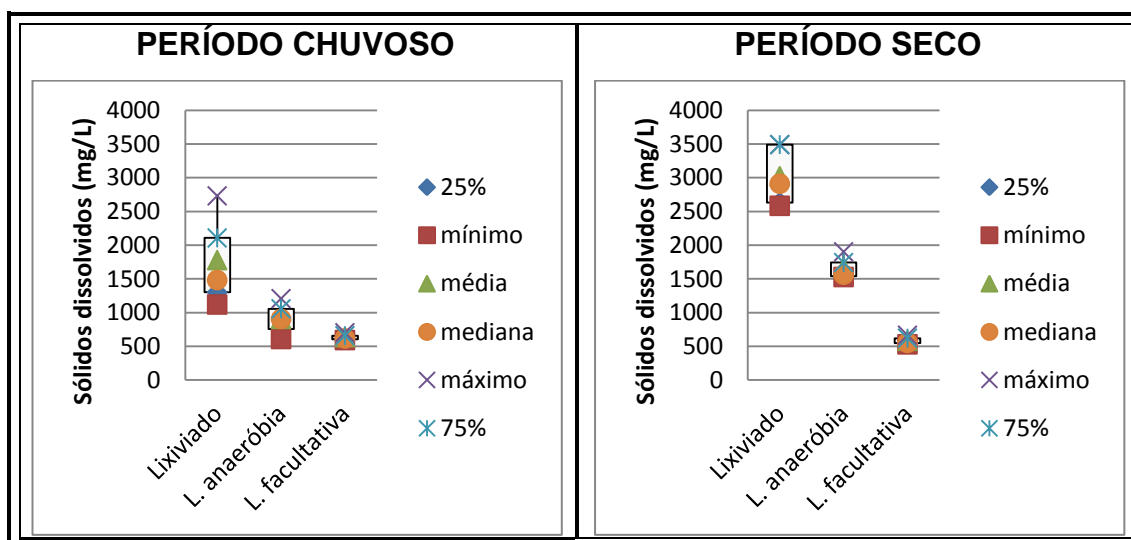 PERÍODO CHUVOSO
Sólidos dissolvidos (mg/L)
4000
3500
3000
2500
2000
1500
1000
500
0
Lixiviado
L. anaeróbia
L. facultativa
25%
mínimo
média
mediana
máximo
75%
PERÍODO SECO
Sólidos dissolvidos (mg/L)
4000
3500
3000
2500
2000
1500
1000
500
0
Lixiviado
L. anaeróbia
L. facultativa
25%
mínimo
média
mediana
máximo
75%